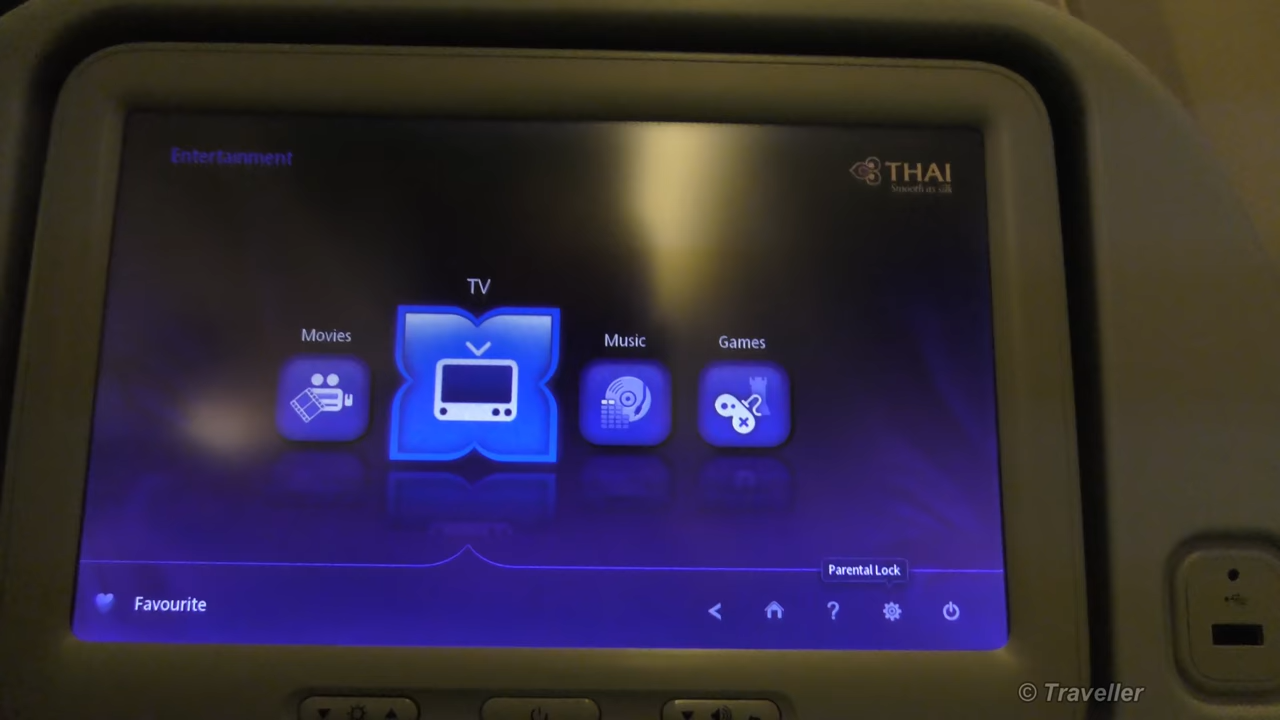 Entertainment
THAI
Smooth as silk
TV
Movies
Music
Games
Parental Lock
Favourite
?
© Traveller